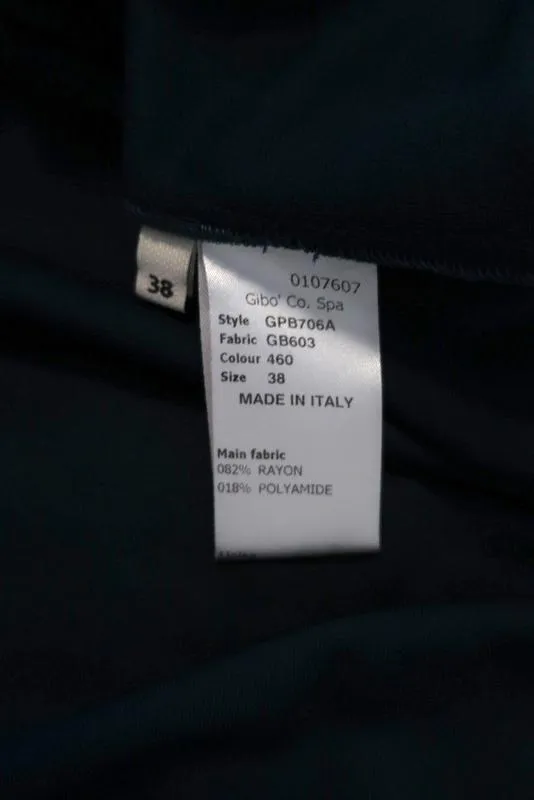 38
0107607
Gibo' Co. Spa
Style GPB706A
Fabric GB603
Colour 460
Size 38
MADE IN ITALY
Main fabric
082% RAYON
018% POLYAMIDE